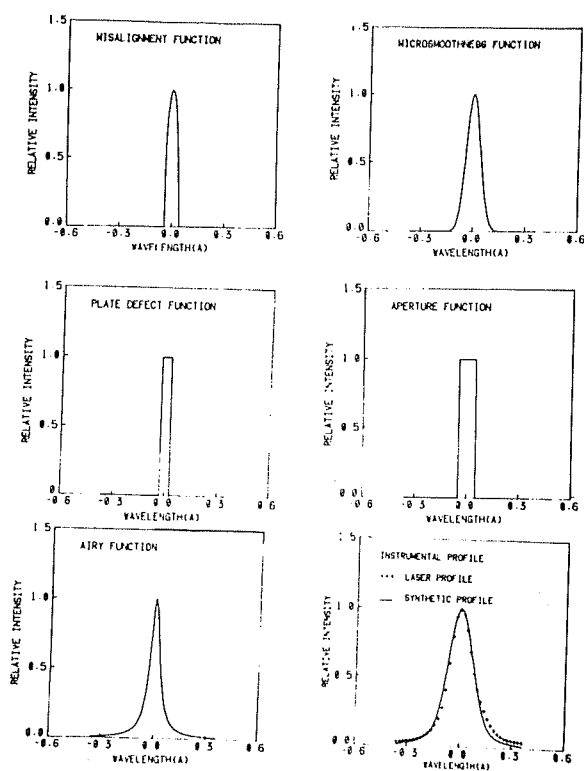 MISALIGNMENT FUNCTION
RELATIVE INTENSITY
1.5
1.0
0.5
0.0
-0.6 -0.3 0.0 0.3 0.6
WAVELENGTH(A)
MICROSMOOTHNESS FUNCTION
RELATIVE INTENSITY
1.5
1.0
0.5
0.0
-0.6 -0.3 0.0 0.3 0.6
WAVELENGTH(A)
PLATE DEFECT FUNCTION
RELATIVE INTENSITY
1.5
1.0
0.5
0.0
-0.6 -0.3 0.0 0.3 0.6
WAVELENGTH(A)
APERTURE FUNCTION
RELATIVE INTENSITY
1.5
1.0
0.5
0.0
-0.6 -0.3 0.0 0.3 0.6
WAVELENGTH(A)
AIRY FUNCTION
RELATIVE INTENSITY
1.5
1.0
0.5
0.0
-0.6 -0.3 0.0 0.3 0.6
WAVELENGTH(A)
INSTRUMENTAL PROFILE
LASER PROFILE
SYNTHETIC PROFILE
RELATIVE INTENSITY
1.5
1.0
0.5
0.0
-0.6 -0.3 0.0 0.3 0.6
WAVELENGTH(A)